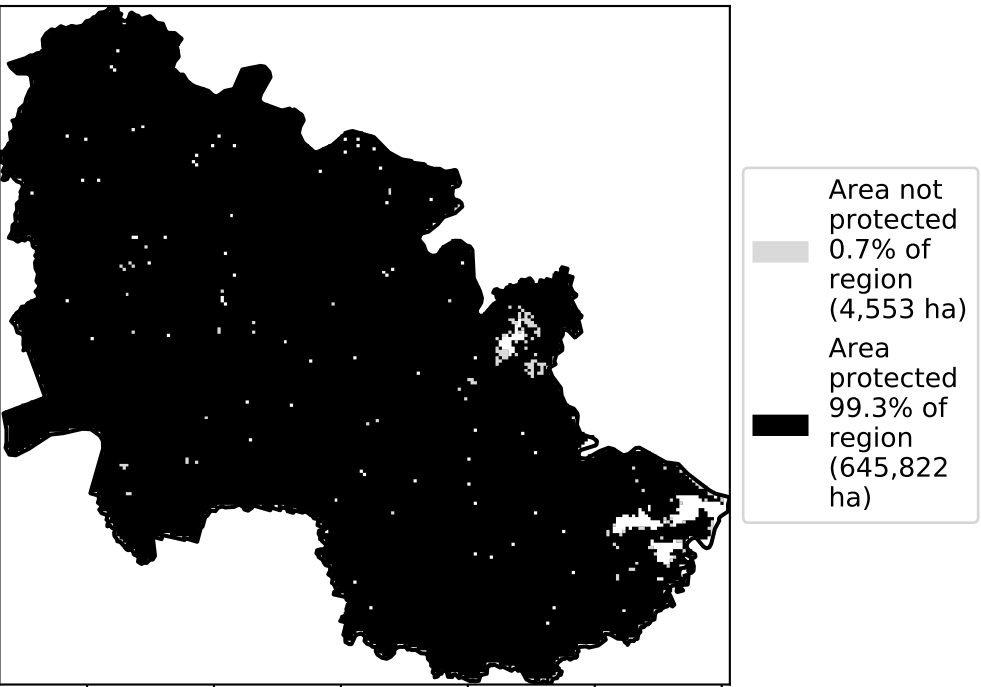 Area not
protected
0.7% of
region
(4,553 ha)
Area
protected
99.3% of
region
(645,822
ha)